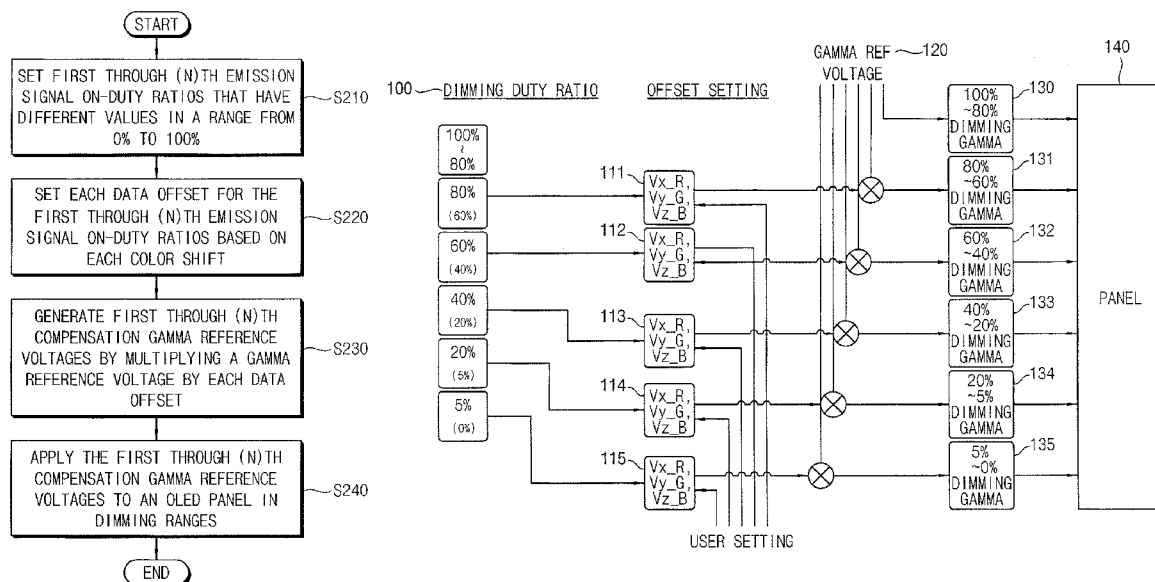 START
SET FIRST THROUGH (N)TH EMISSION
SIGNAL ON-DUTY RATIOS THAT HAVE
DIFFERENT VALUES IN A RANGE FROM
0% TO 100%
S210
SET EACH DATA OFFSET FOR THE
FIRST THROUGH (N)TH EMISSION
SIGNAL ON-DUTY RATIOS BASED ON
EACH COLOR SHIFT
S220
GENERATE FIRST THROUGH (N)TH
COMPENSATION GAMMA REFERENCE
VOLTAGES BY MULTIPLYING A GAMMA
REFERENCE VOLTAGE BY EACH DATA
OFFSET
S230
APPLY THE FIRST THROUGH (N)TH
COMPENSATION GAMMA REFERENCE
VOLTAGES TO AN OLED PANEL IN
DIMMING RANGES
S240
END
100
DIMMING DUTY RATIO
100%
~
80%
80%
(60%)
60%
(40%)
40%
(20%)
20%
(5%)
5%
(0%)
OFFSET SETTING
111
Vx_R,
Vy_G,
Vz_B
112
Vx_R,
Vy_G,
Vz_B
113
Vx_R,
Vy_G,
Vz_B
114
Vx_R,
Vy_G,
Vz_B
115
Vx_R,
Vy_G,
Vz_B
USER SETTING
GAMMA REF
VOLTAGE
120
130
100%
~80%
DIMMING
GAMMA
131
80%
~60%
DIMMING
GAMMA
132
60%
~40%
DIMMING
GAMMA
133
40%
~20%
DIMMING
GAMMA
134
20%
~5%
DIMMING
GAMMA
135
5%
~0%
DIMMING
GAMMA
140
PANEL